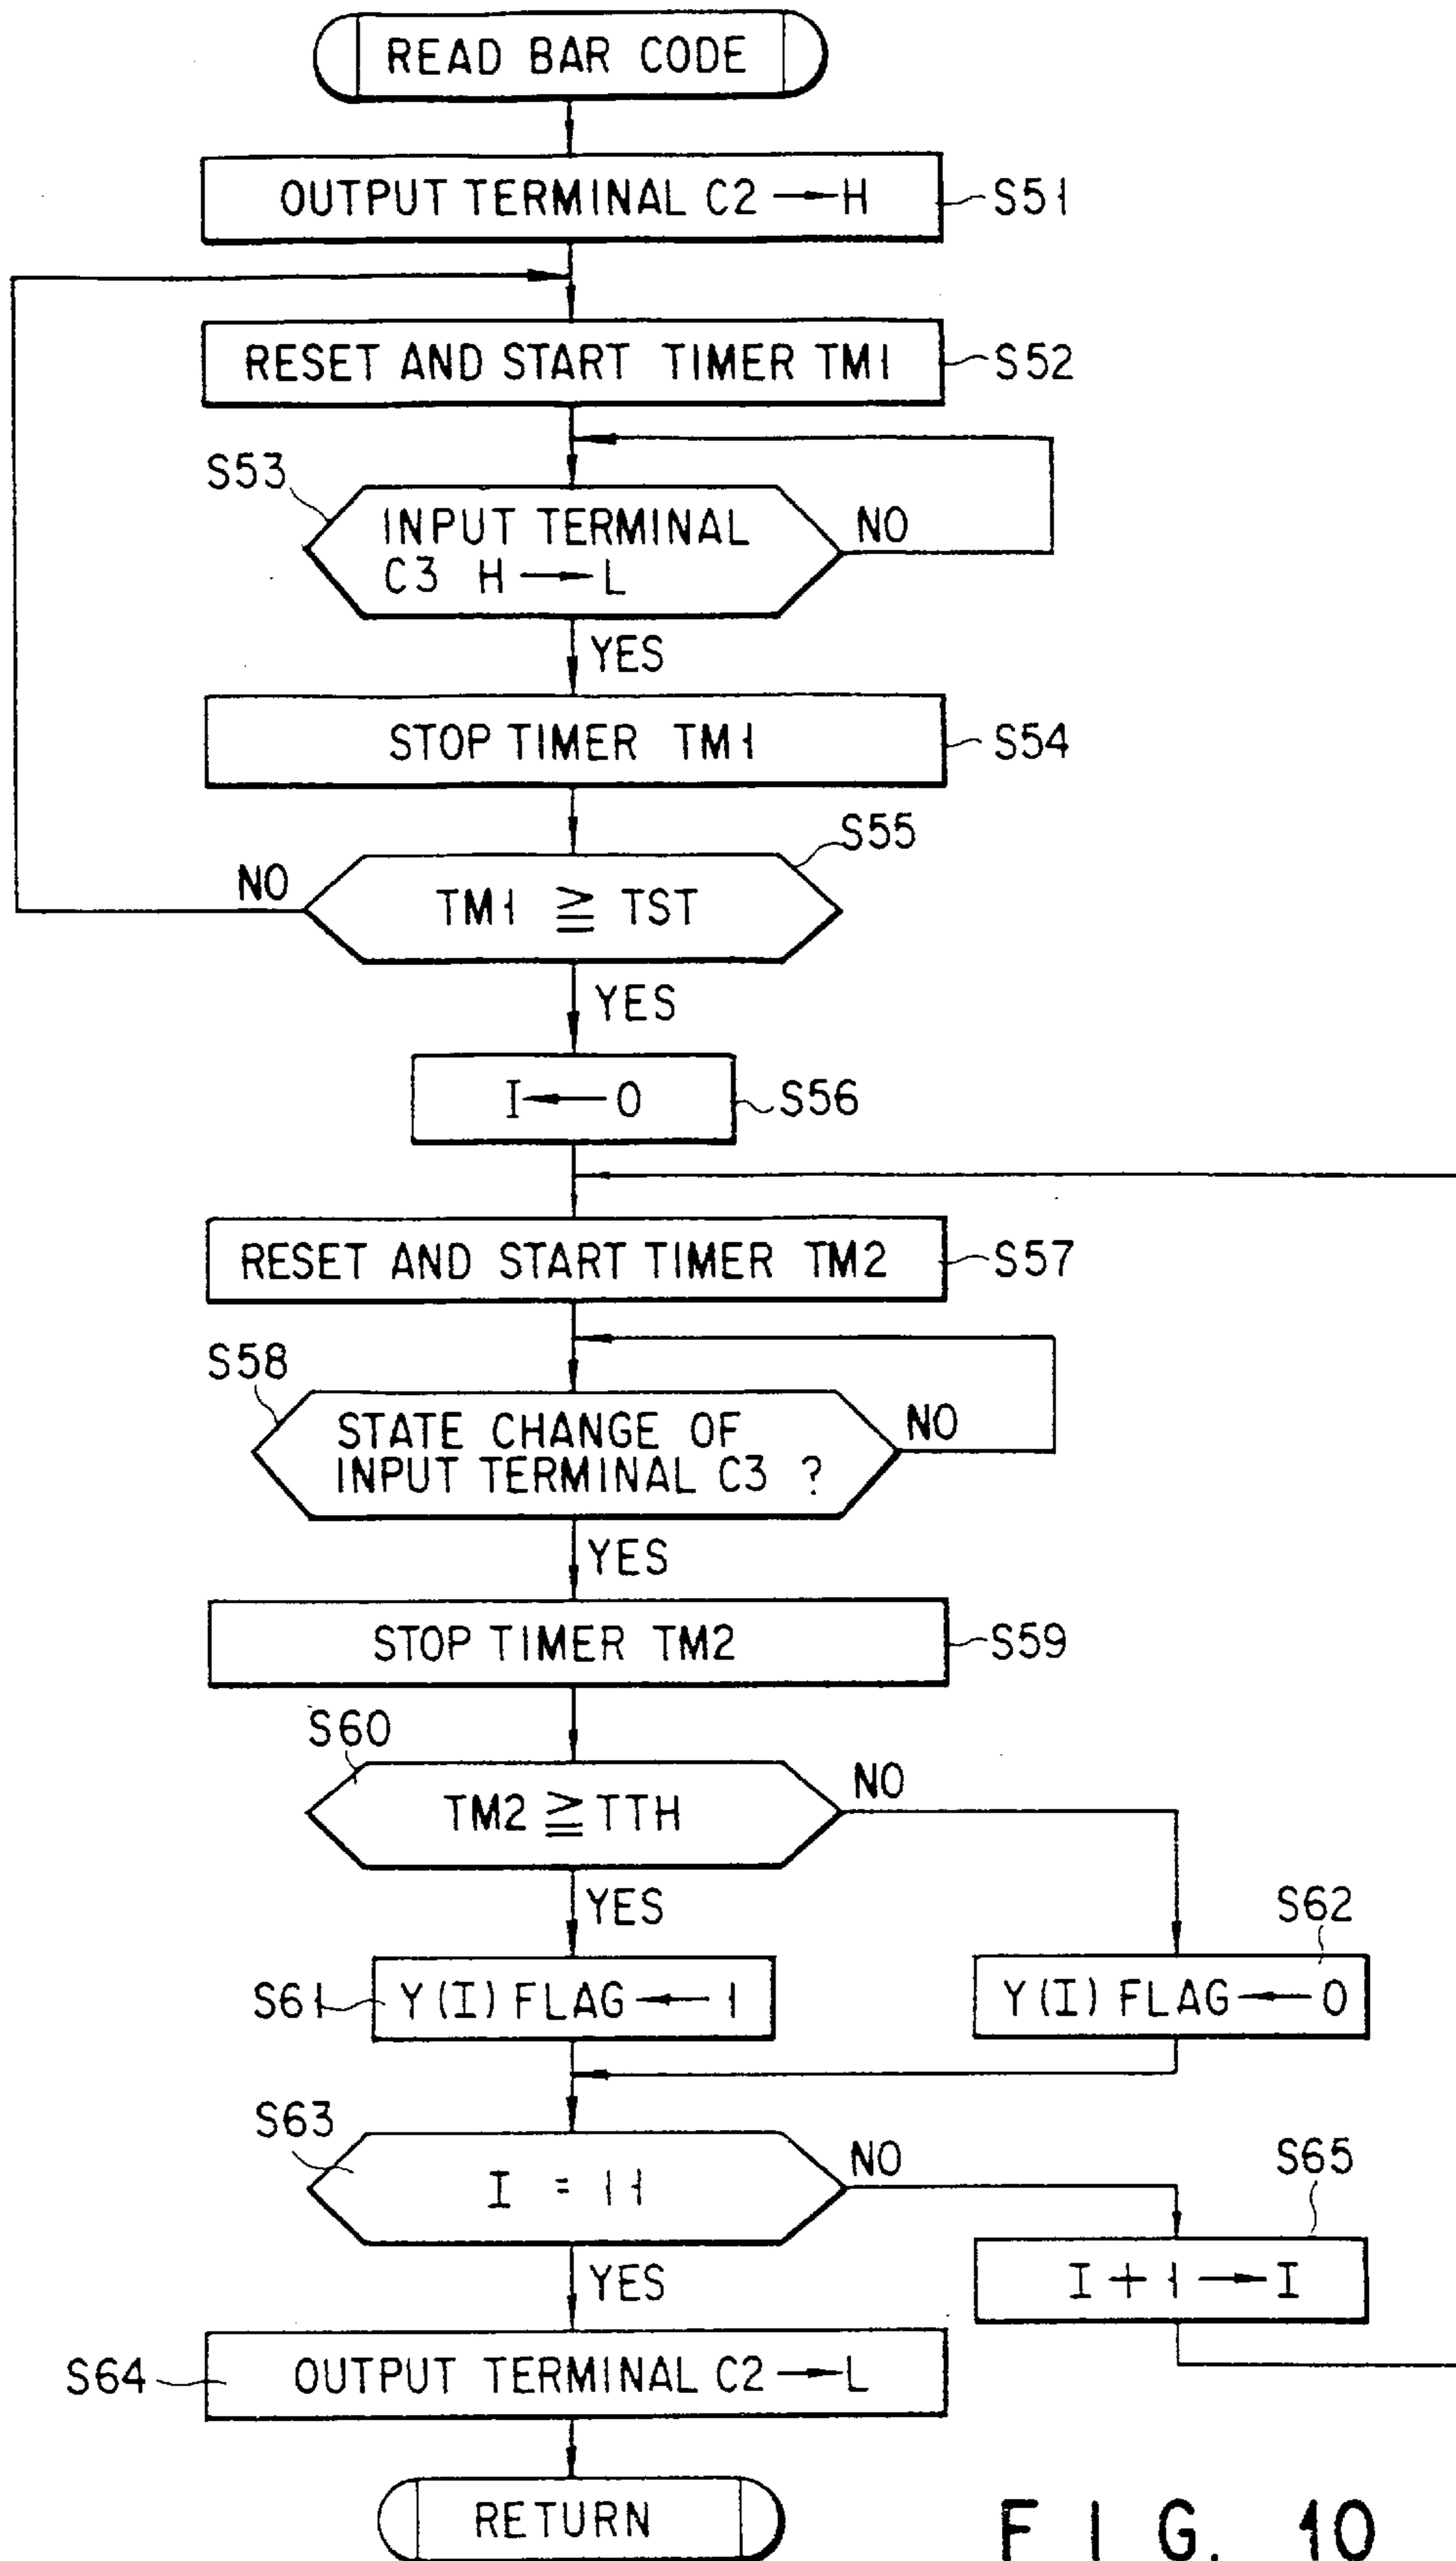 READ BAR CODE
OUTPUT TERMINAL C2 → H
S51
RESET AND START TIMER TM1
S52
S53
INPUT TERMINAL
C3 H → L
NO
YES
STOP TIMER TM1
S54
S55
NO
TM1 ≧ TST
YES
I ← 0
S56
RESET AND START TIMER TM2
S57
S58
STATE CHANGE OF
INPUT TERMINAL C3 ?
NO
YES
STOP TIMER TM2
S59
S60
TM2 ≧ TTH
NO
YES
S62
S61
Y(I) FLAG ← 1
Y(I) FLAG ← 0
S63
I = 11
NO
S65
YES
I + 1 → I
S64
OUTPUT TERMINAL C2 → L
RETURN
FIG. 10